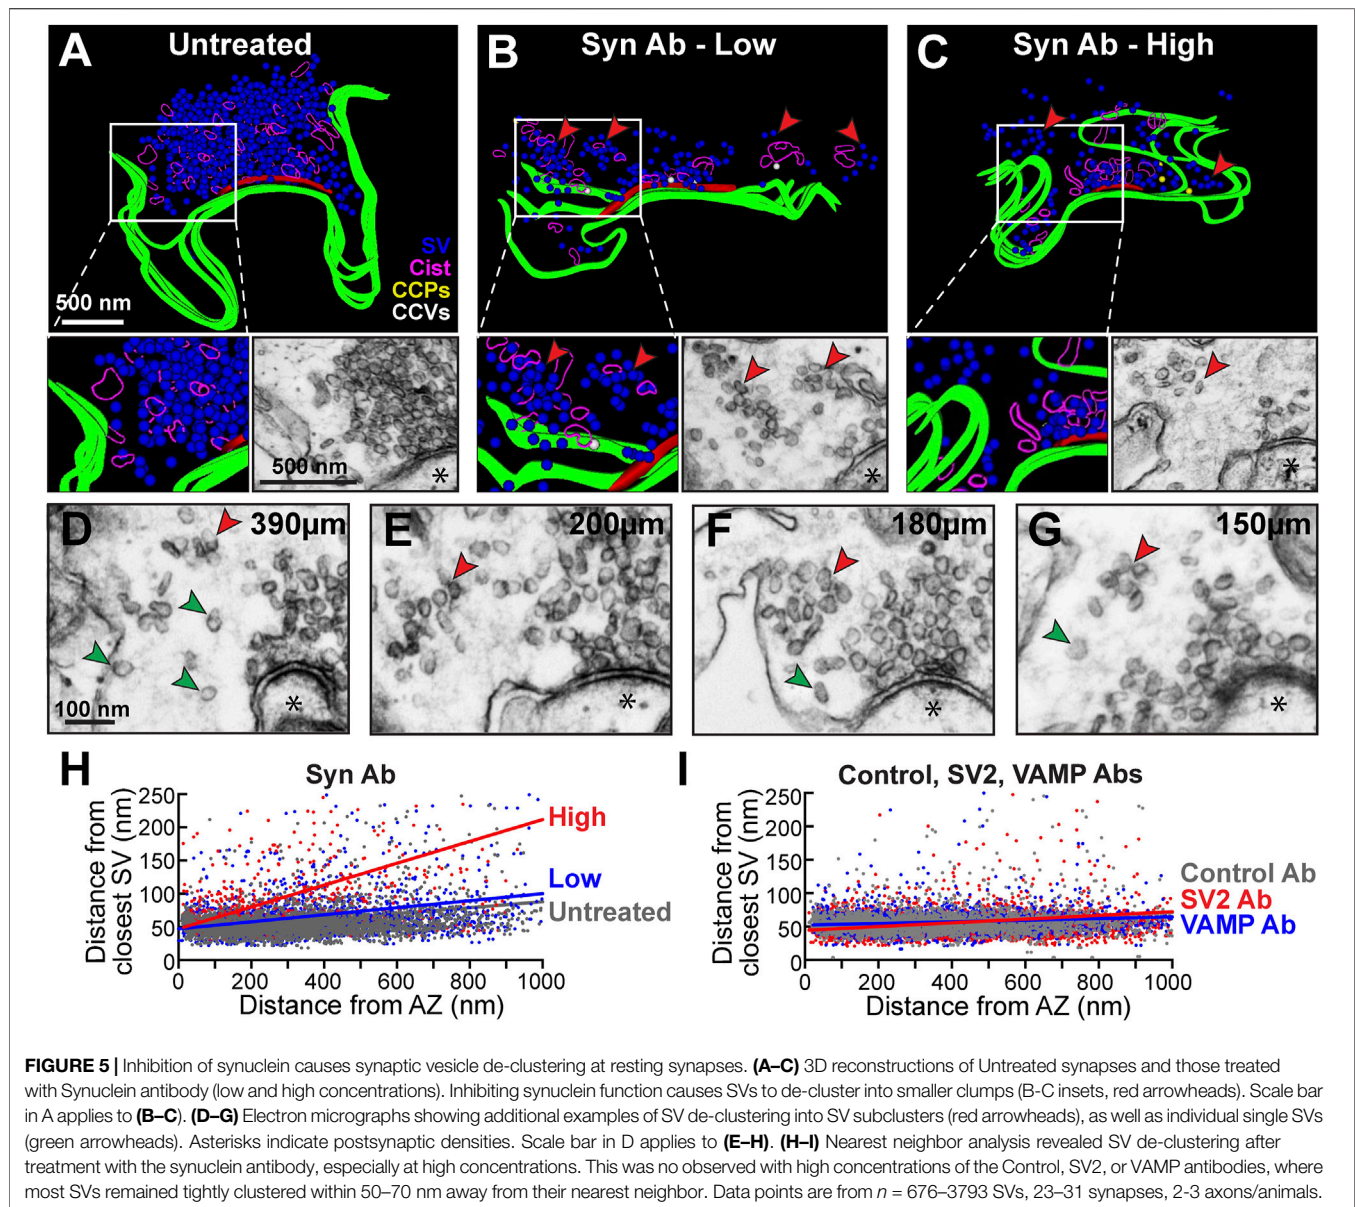 A
Untreated
SV
Cist
CCPs
CCVs
500 nm
B
Syn Ab - Low
C
Syn Ab - High
500 nm
*
*
*
D
390µm
100 nm
*
E
200µm
*
F
180µm
*
G
150µm
*
H
Syn Ab
Distance from
closest SV (nm)
250
200
150
100
50
0
High
Low
Untreated
0 200 400 600 800 1000
Distance from AZ (nm)
I
Control, SV2, VAMP Abs
Distance from
closest SV (nm)
250
200
150
100
50
0
Control Ab
SV2 Ab
VAMP Ab
0 200 400 600 800 1000
Distance from AZ (nm)
FIGURE 5 | Inhibition of synuclein causes synaptic vesicle de-clustering at resting synapses. (A–C) 3D reconstructions of Untreated synapses and those treated
with Synuclein antibody (low and high concentrations). Inhibiting synuclein function causes SVs to de-cluster into smaller clumps (B-C insets, red arrowheads). Scale bar
in A applies to (B–C). (D–G) Electron micrographs showing additional examples of SV de-clustering into SV subclusters (red arrowheads), as well as individual single SVs
(green arrowheads). Asterisks indicate postsynaptic densities. Scale bar in D applies to (E–H). (H–I) Nearest neighbor analysis revealed SV de-clustering after
treatment with the synuclein antibody, especially at high concentrations. This was no observed with high concentrations of the Control, SV2, or VAMP antibodies, where
most SVs remained tightly clustered within 50–70 nm away from their nearest neighbor. Data points are from n = 676–3793 SVs, 23–31 synapses, 2-3 axons/animals.